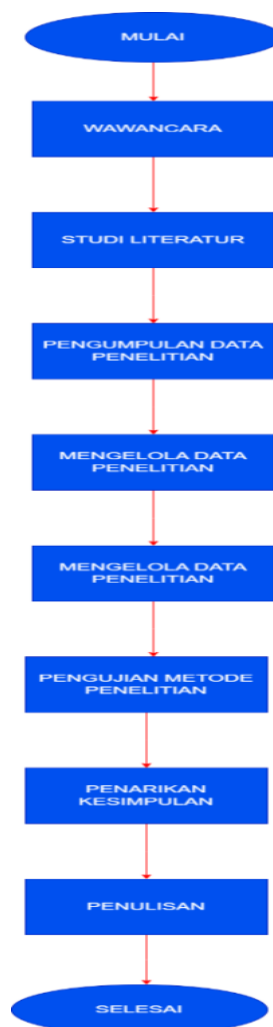 MULAI
WAWANCARA
STUDI LITERATUR
PENGUMPULAN DATA
PENELITIAN
MENGELOLA DATA
PENELITIAN
MENGELOLA DATA
PENELITIAN
PENGUJIAN METODE
PENELITIAN
PENARIKAN
KESIMPULAN
PENULISAN
SELESAI